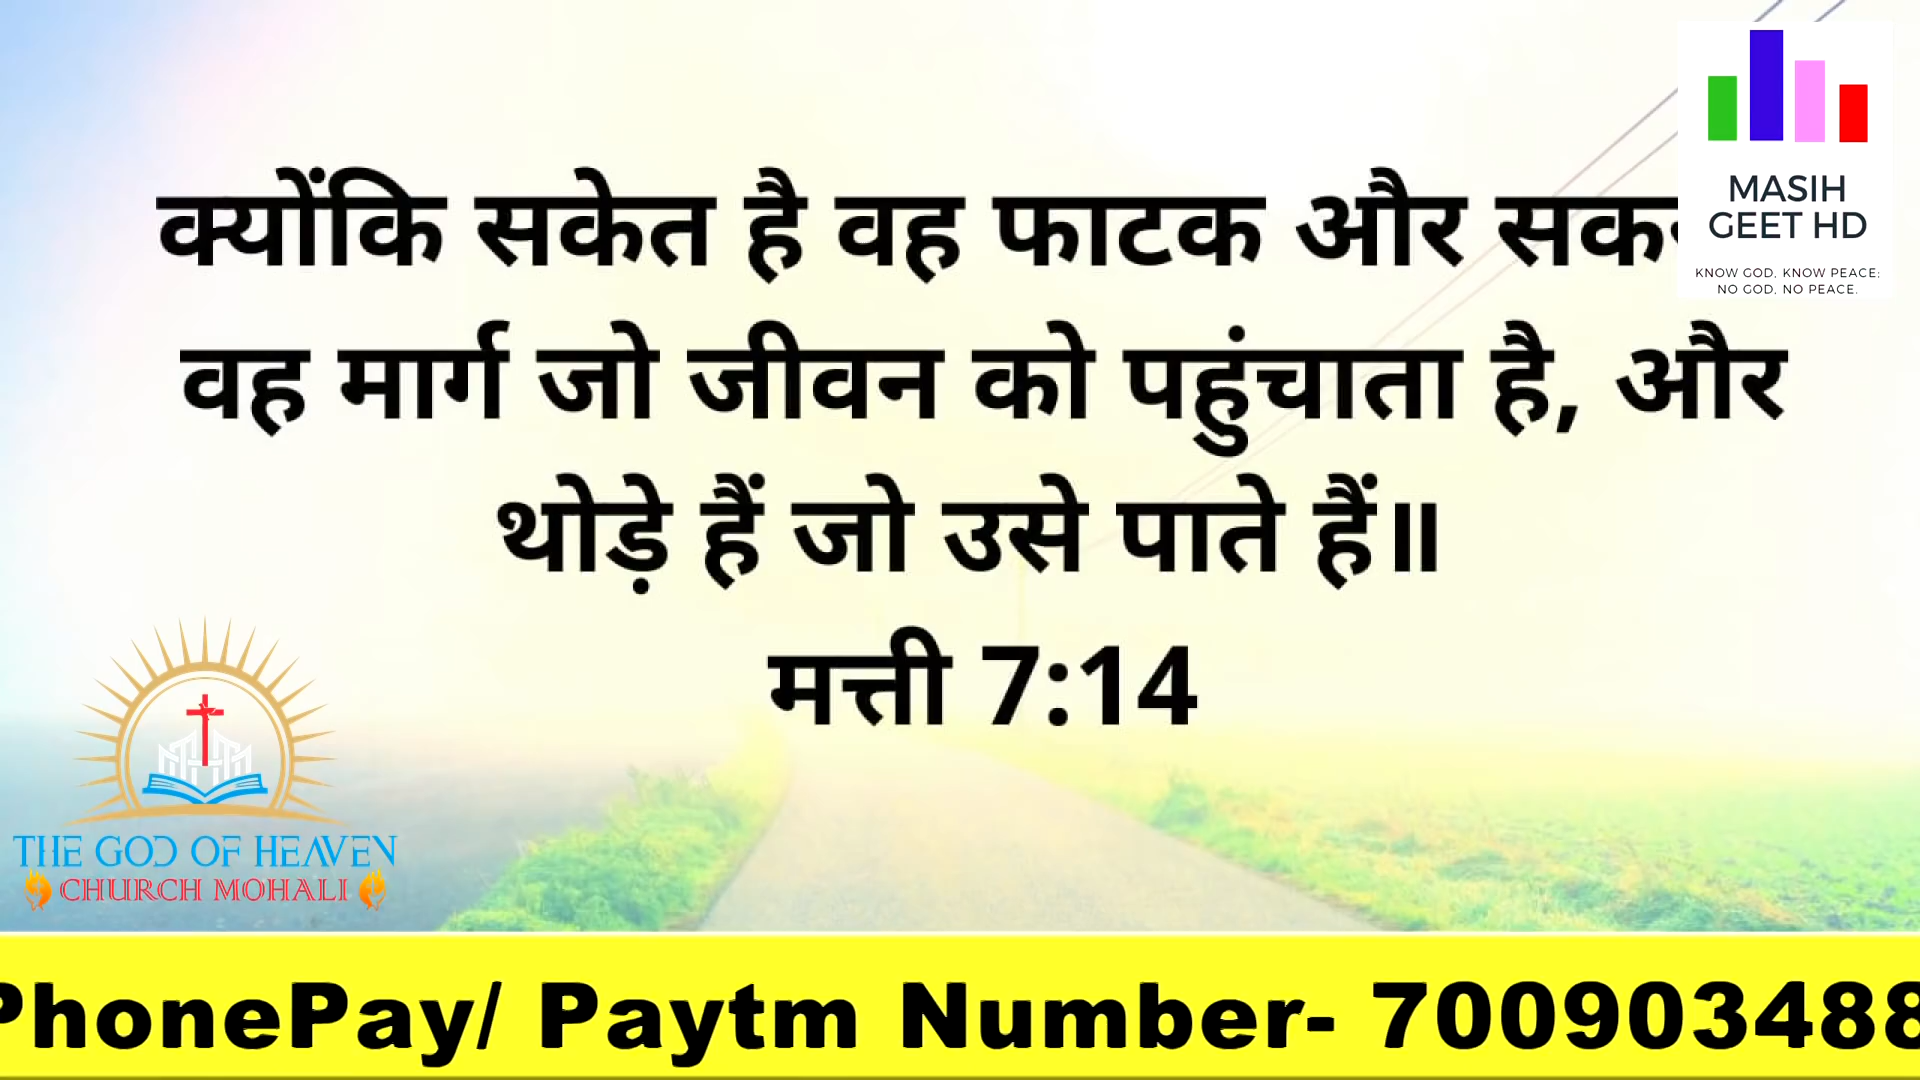 क्योंकि सकेत है वह फाटक और
वह मार्ग जो जीवन को पहुंचाता है, और
थोड़े हैं जो उसे पाते हैं॥
मत्ती 7:14
MASIH
GEET HD
KNOW GOD, KNOW PEACE;
NO GOD, NO PEACE.
THE GOD OF HEAVEN
CHURCH MOHALI
PhonePay/ Paytm Number- 700903488